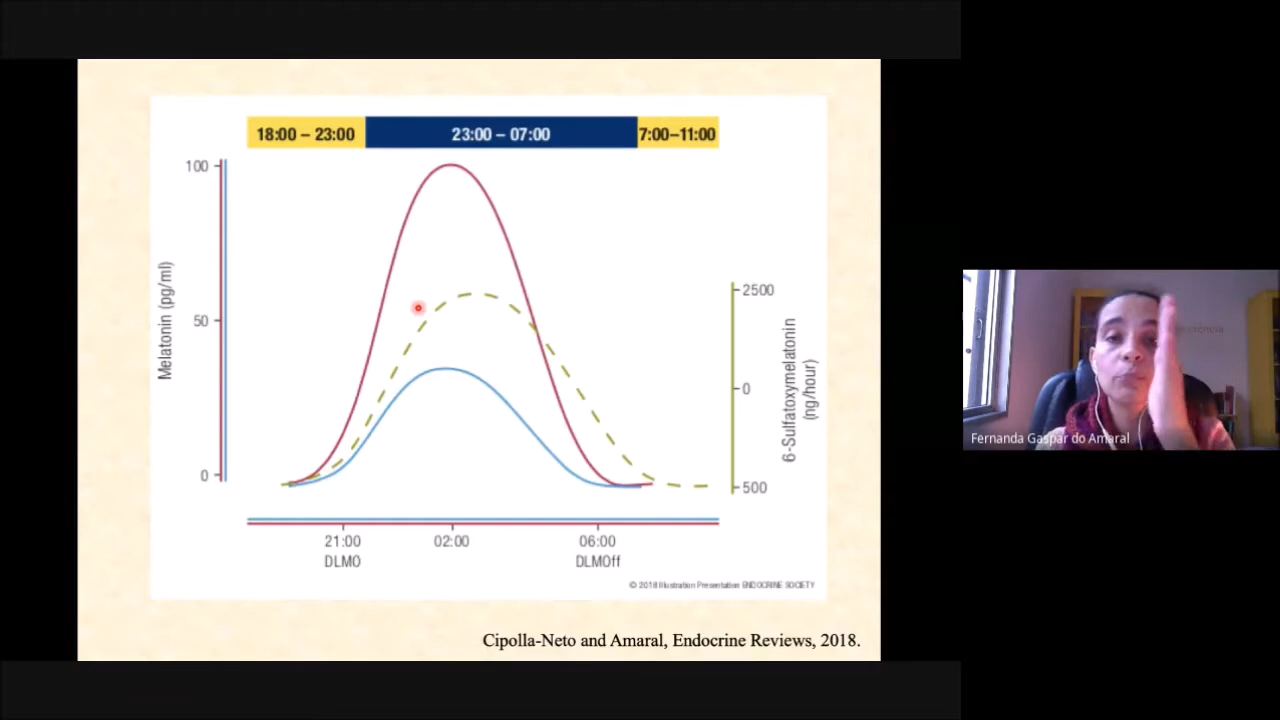 18:00 – 23:00
23:00 – 07:00
7:00–11:00
100
50
0
Melatonin (pg/ml)
2500
0
500
6-Sulfatoxymelatonin
(ng/hour)
21:00
DLMO
02:00
06:00
DLMOff
© 2018 Illustration Presentation ENDOCRINE SOCIETY
Cipolla-Neto and Amaral, Endocrine Reviews, 2018.
Fernanda Gaspar do Amaral